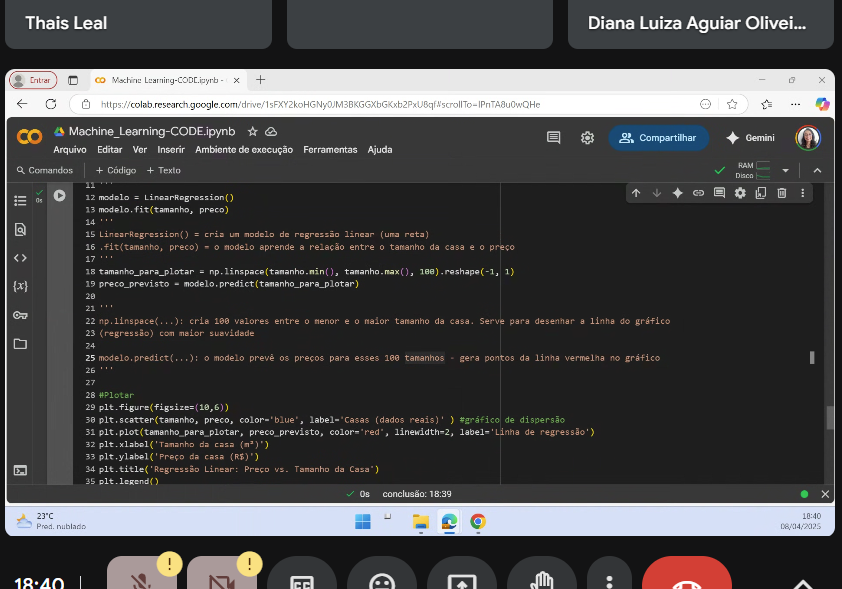 Thais Leal
Diana Luiza Aguiar Olivei...
Entrar
Machine_Learning-CODE.ipynb -
https://colab.research.google.com/drive/1sFXY2koHGNy0JM3BKGGXbGKxb2PxU8qf#scrollTo=IPnTA8u0wQHe
Machine_Learning-CODE.ipynb
Arquivo Editar Ver Inserir Ambiente de execução Ferramentas Ajuda
Compartilhar
Gemini
Comandos + Código + Texto
RAM
Disco
0s
11 '''
12 modelo = LinearRegression()
13 modelo.fit(tamanho, preco)
14 '''
15 LinearRegression() = cria um modelo de regressão linear (uma reta)
16 .fit(tamanho, preco) = o modelo aprende a relação entre o tamanho da casa e o preço
17 '''
18 tamanho_para_plotar = np.linspace(tamanho.min(), tamanho.max(), 100).reshape(-1, 1)
19 preco_previsto = modelo.predict(tamanho_para_plotar)
20
21 '''
22 np.linspace(...): cria 100 valores entre o menor e o maior tamanho da casa. Serve para desenhar a linha do gráfico
23 (regressão) com maior suavidade
24
25 modelo.predict(...): o modelo prevê os preços para esses 100 tamanhos - gera pontos da linha vermelha no gráfico
26 '''
27
28 #Plotar
29 plt.figure(figsize=(10,6))
30 plt.scatter(tamanho, preco, color='blue', label='Casas (dados reais)' ) #gráfico de dispersão
31 plt.plot(tamanho_para_plotar, preco_previsto, color='red', linewidth=2, label='Linha de regressão')
32 plt.xlabel('Tamanho da casa (m²)')
33 plt.ylabel('Preço da casa (R$)')
34 plt.title('Regressão Linear: Preço vs. Tamanho da Casa')
35 plt.legend()
0s conclusão: 18:39
23°C
Pred. nublado
18:40
08/04/2025
18:40
CC